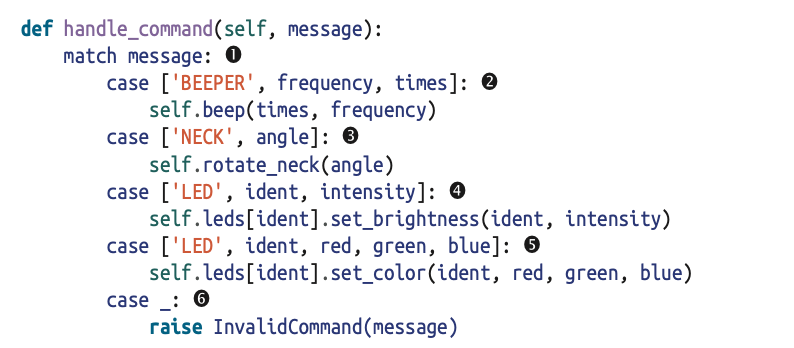 def handle_command(self, message):
    match message: ❶
        case ['BEEPER', frequency, times]: ❷
            self.beep(times, frequency)
        case ['NECK', angle]: ❸
            self.rotate_neck(angle)
        case ['LED', ident, intensity]: ❹
            self.leds[ident].set_brightness(ident, intensity)
        case ['LED', ident, red, green, blue]: ❺
            self.leds[ident].set_color(ident, red, green, blue)
        case _: ❻
            raise InvalidCommand(message)